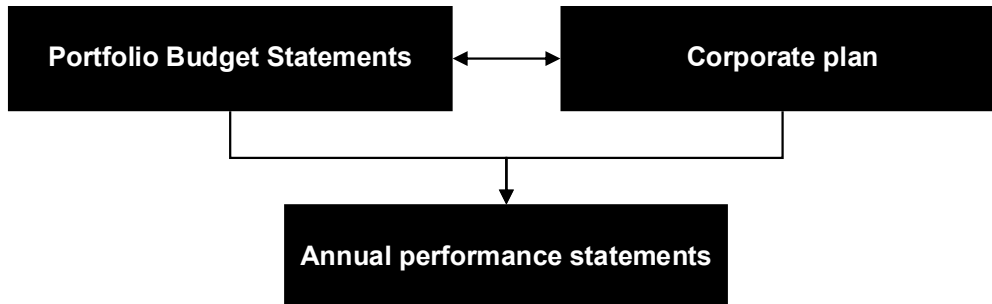 Portfolio Budget Statements
Corporate plan
Annual performance statements